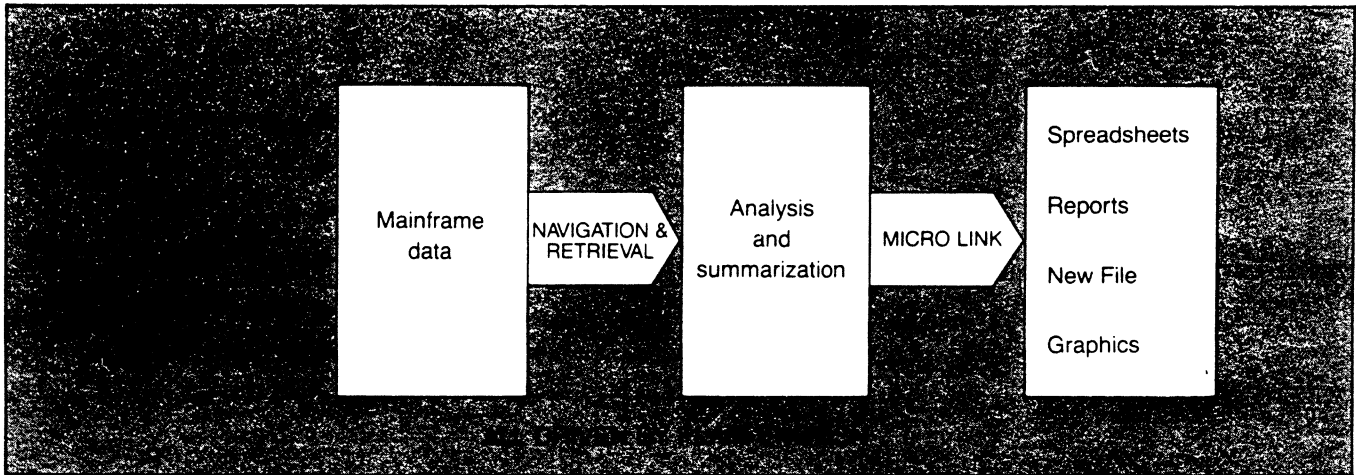 Mainframe
data
NAVIGATION &
RETRIEVAL
Analysis
and
summarization
MICRO LINK
Spreadsheets
Reports
New File
Graphics